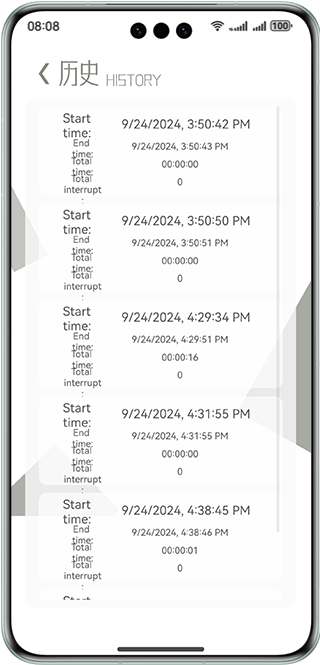 08:08
100
历史 HISTORY
Start time: 9/24/2024, 3:50:42 PM
End time: 9/24/2024, 3:50:43 PM
Total time: 00:00:00
Total interrupt : 0
Start time: 9/24/2024, 3:50:50 PM
End time: 9/24/2024, 3:50:51 PM
Total time: 00:00:00
Total interrupt : 0
Start time: 9/24/2024, 4:29:34 PM
End time: 9/24/2024, 4:29:51 PM
Total time: 00:00:16
Total interrupt : 0
Start time: 9/24/2024, 4:31:55 PM
End time: 9/24/2024, 4:31:55 PM
Total time: 00:00:00
Total interrupt : 0
Start time: 9/24/2024, 4:38:45 PM
End time: 9/24/2024, 4:38:46 PM
Total time: 00:00:01
Total interrupt : 0
Start